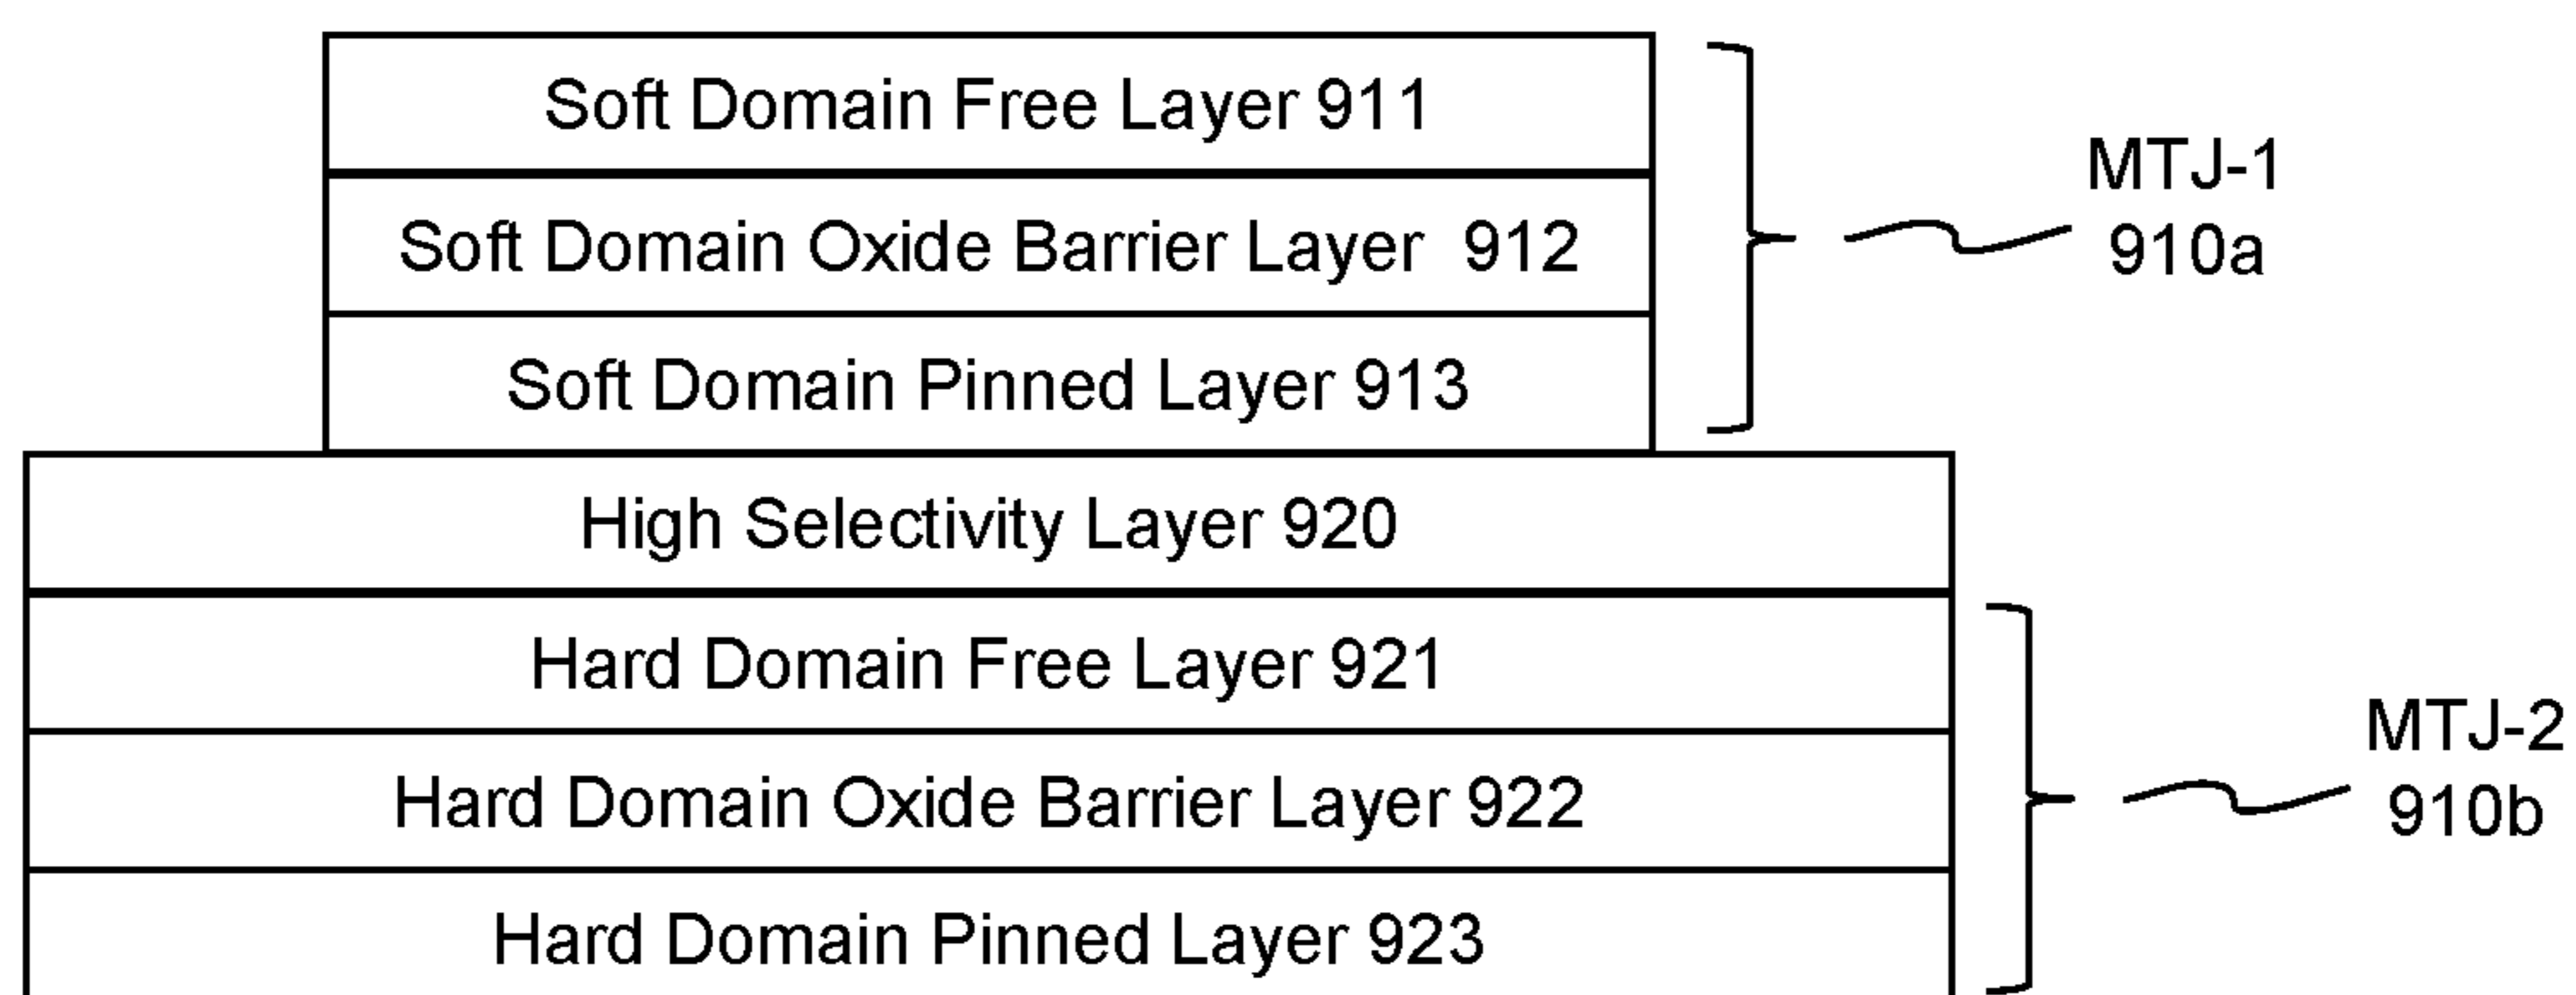 Soft Domain Free Layer 911
Soft Domain Oxide Barrier Layer 912
Soft Domain Pinned Layer 913
MTJ-1
910a
High Selectivity Layer 920
Hard Domain Free Layer 921
Hard Domain Oxide Barrier Layer 922
Hard Domain Pinned Layer 923
MTJ-2
910b